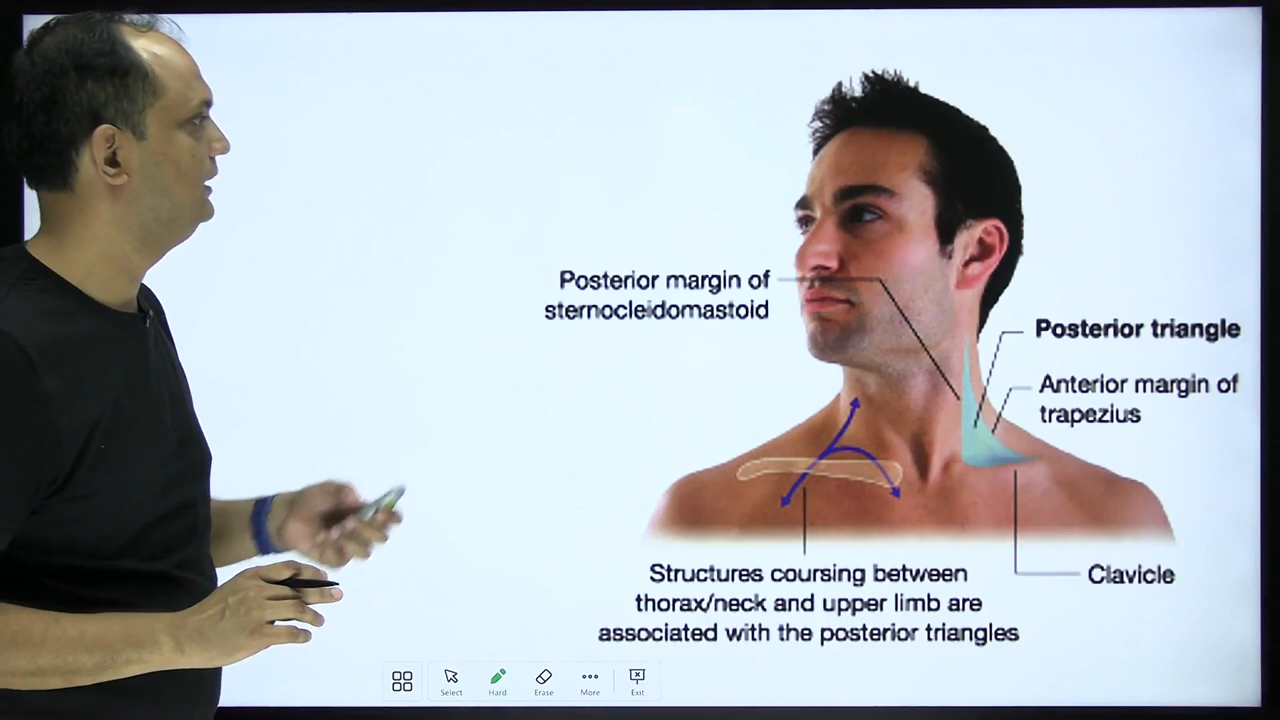 Posterior margin of
sternocleidomastoid
Posterior triangle
Anterior margin of
trapezius
Structures coursing between
thorax/neck and upper limb are
associated with the posterior triangles
Clavicle
Select
Hard
Erase
More
Exit